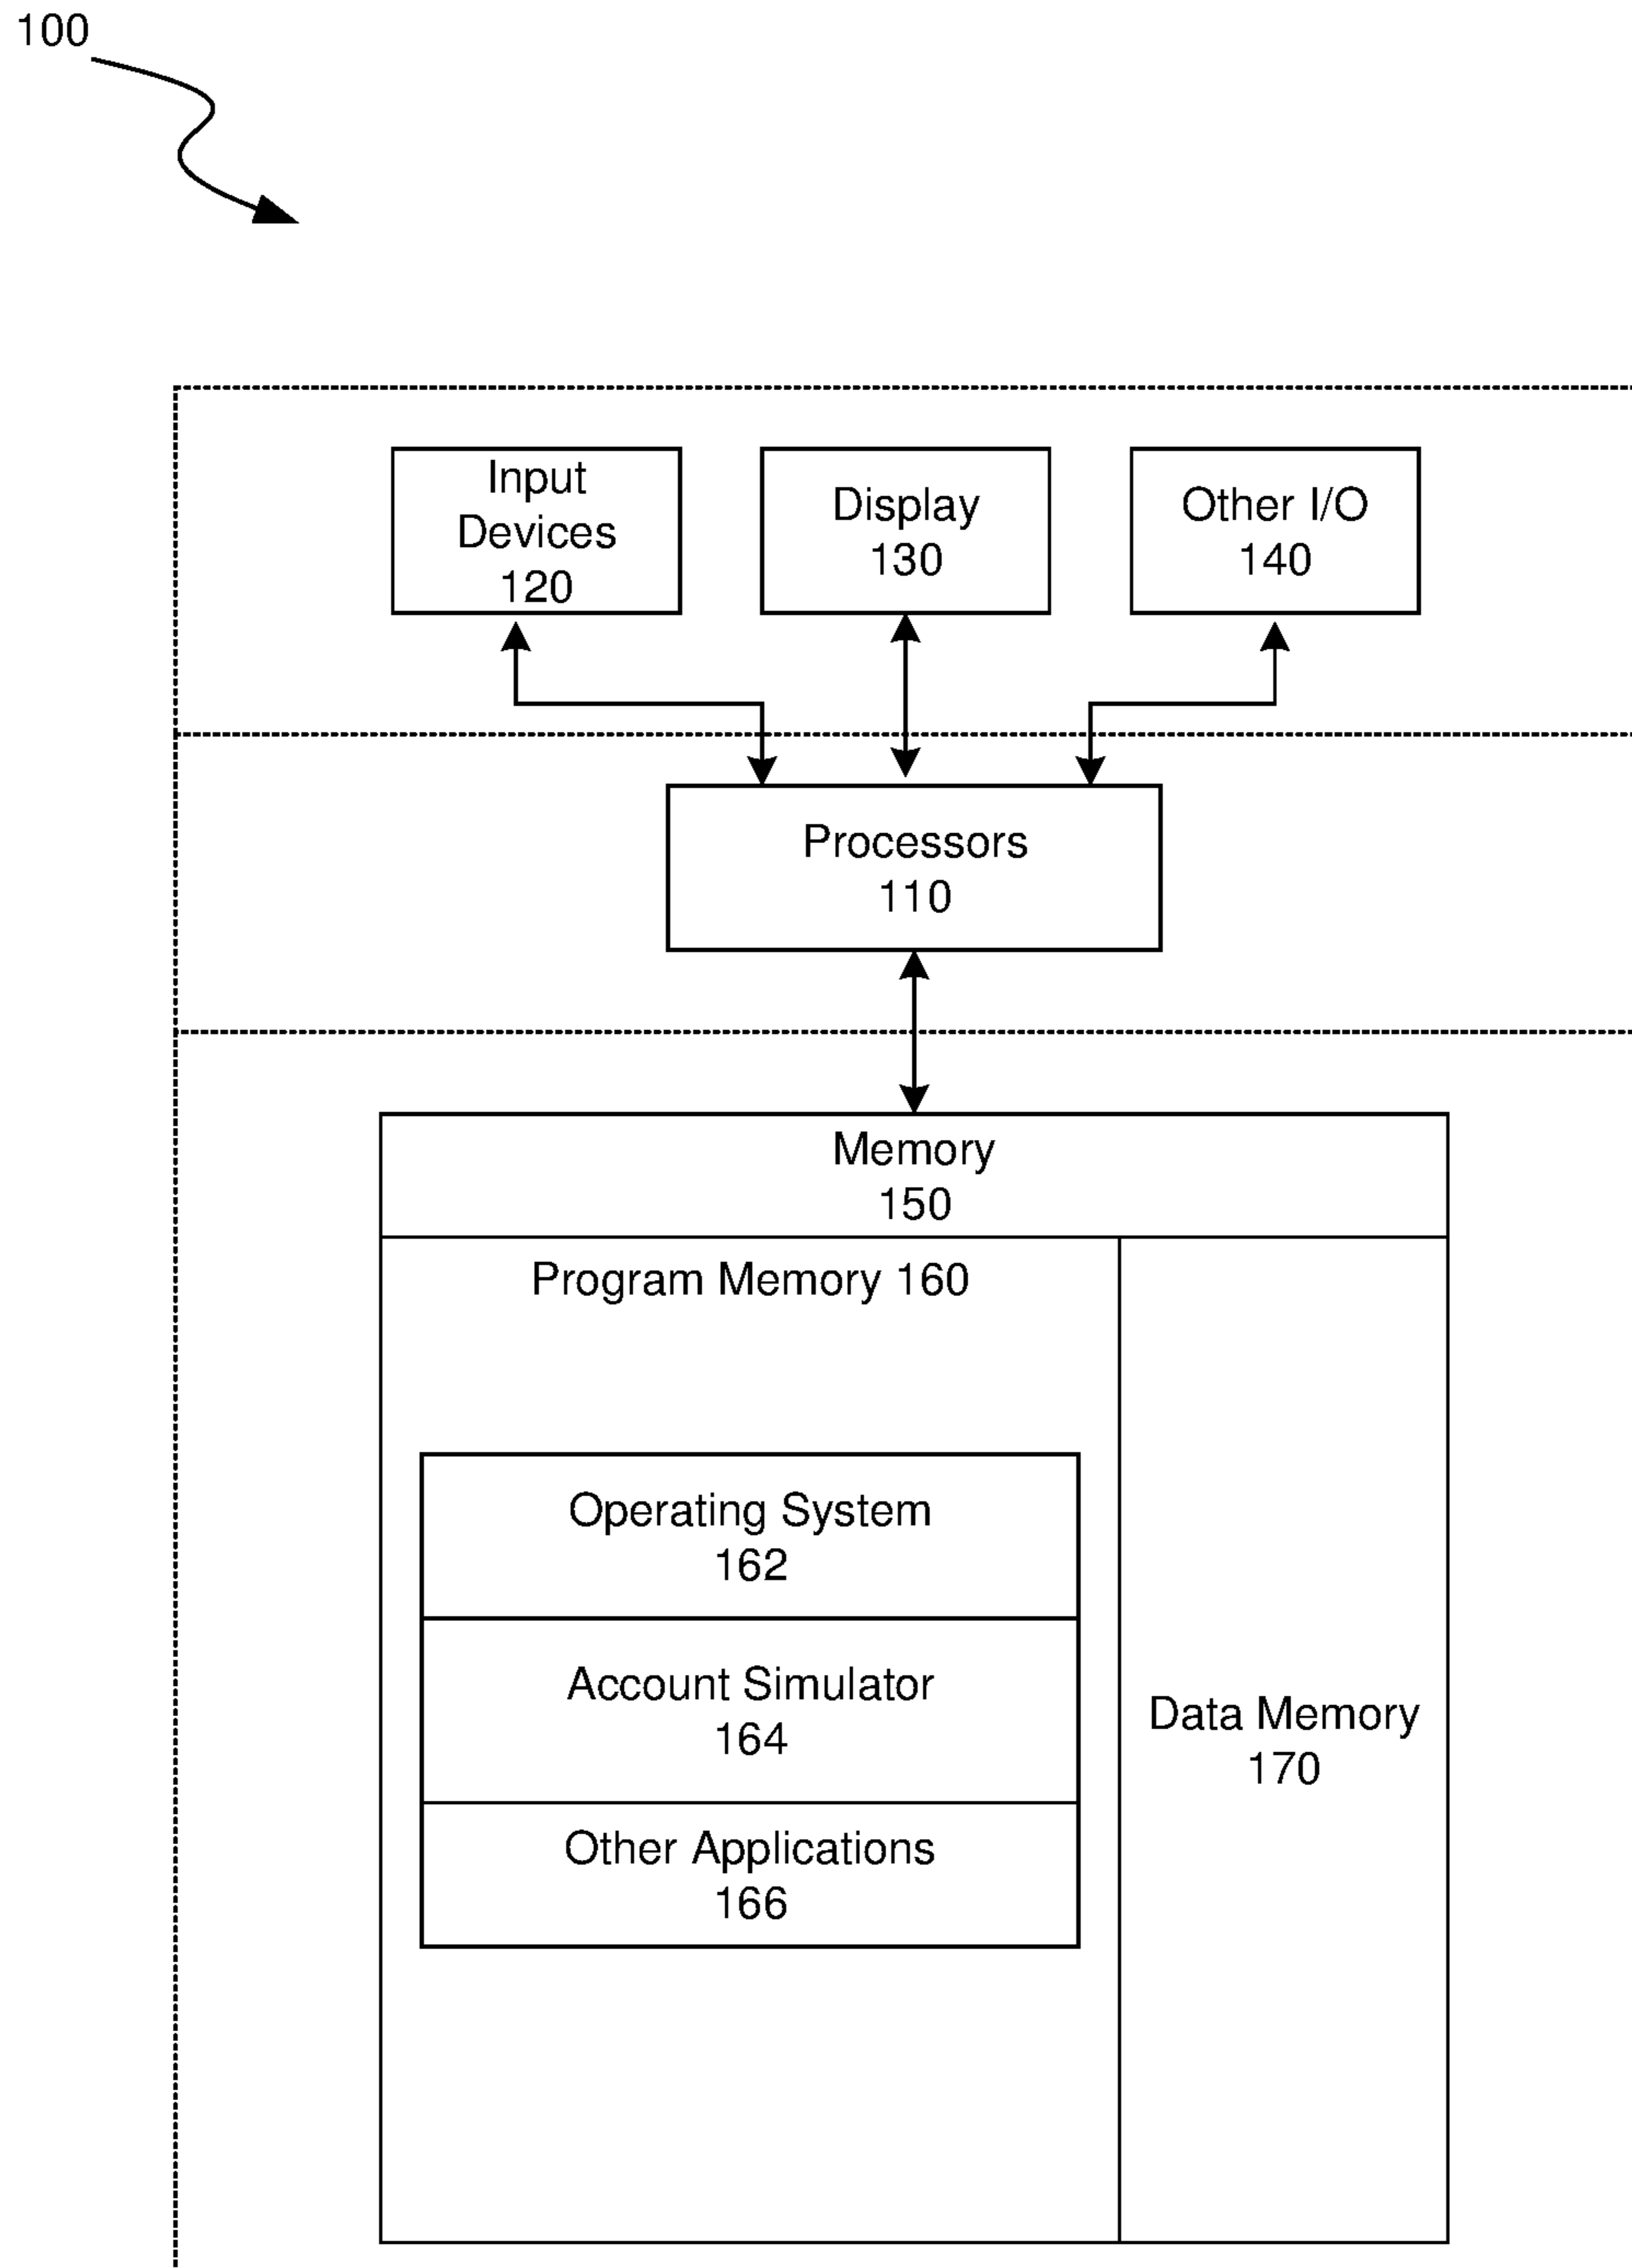 100
Input
Devices
120
Display
130
Other I/O
140
Processors
110
Memory
150
Program Memory 160
Operating System
162
Account Simulator
164
Other Applications
166
Data Memory
170